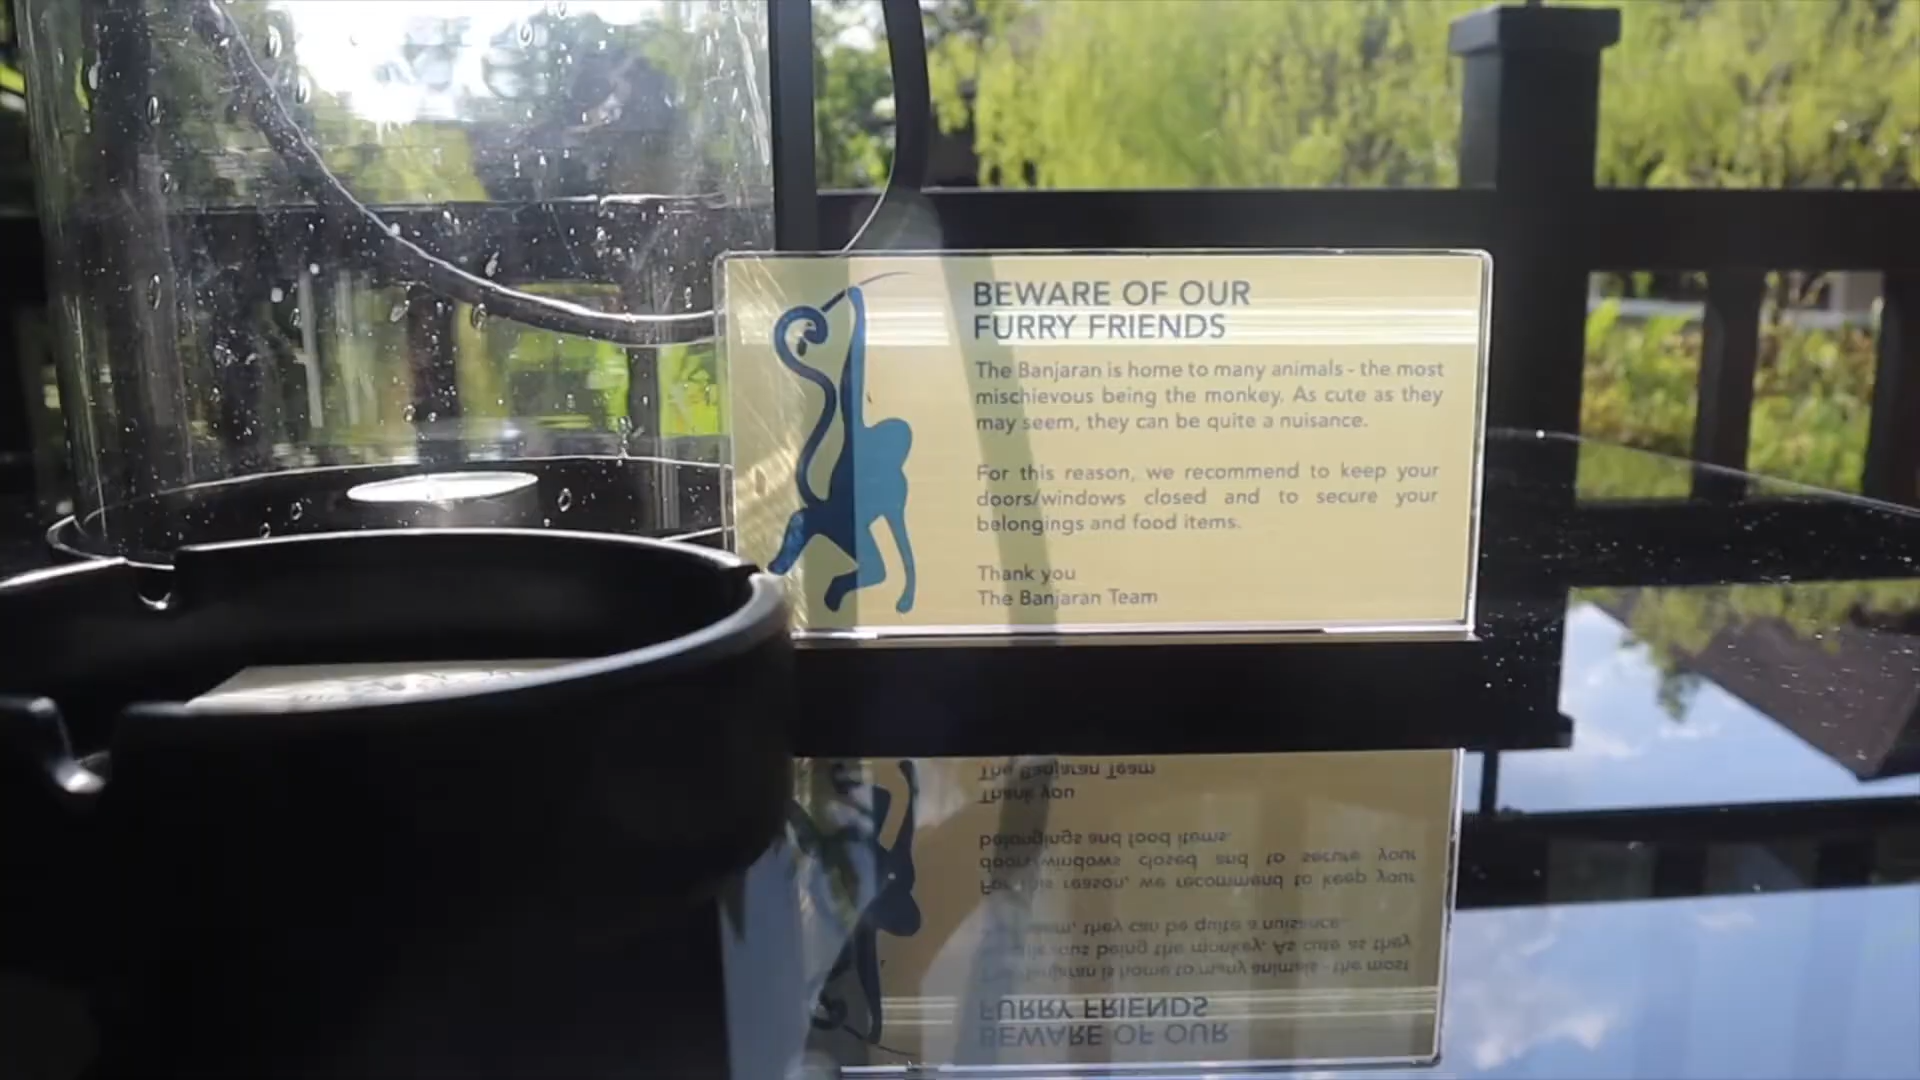 BEWARE OF OUR
FURRY FRIENDS
The Banjaran is home to many animals - the most
mischievous being the monkey. As cute as they
may seem, they can be quite a nuisance.
For this reason, we recommend to keep your
doors/windows closed and to secure your
belongings and food items.
Thank you
The Banjaran Team